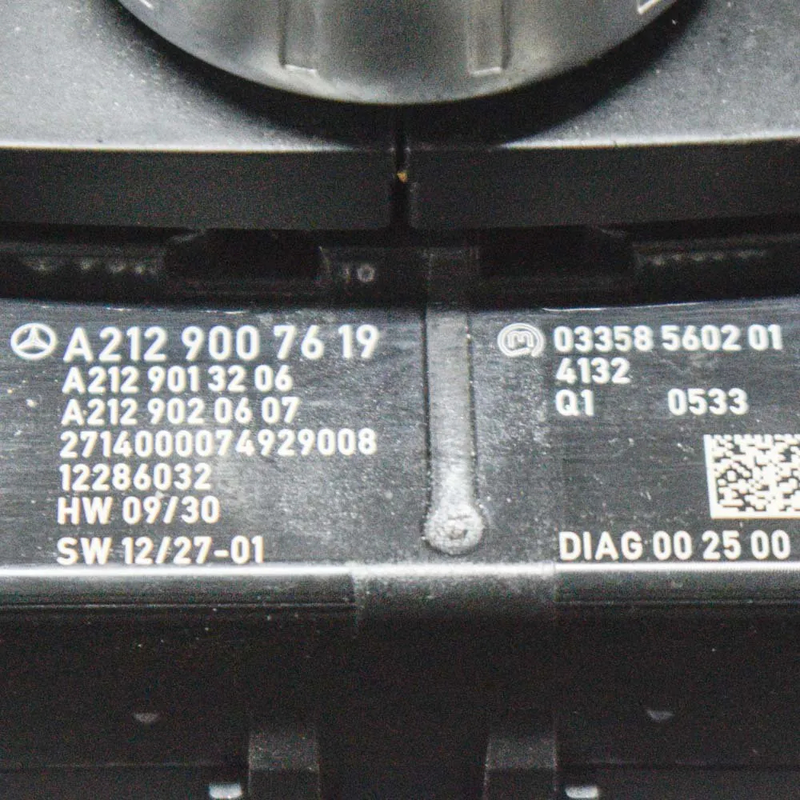 A212 900 76 19
A212 901 32 06
A212 902 06 07
2714000074929008
12286032
HW 09/30
SW 12/27-01
03358 5602 01
4132
Q1 0533
DIAG 00 25 00